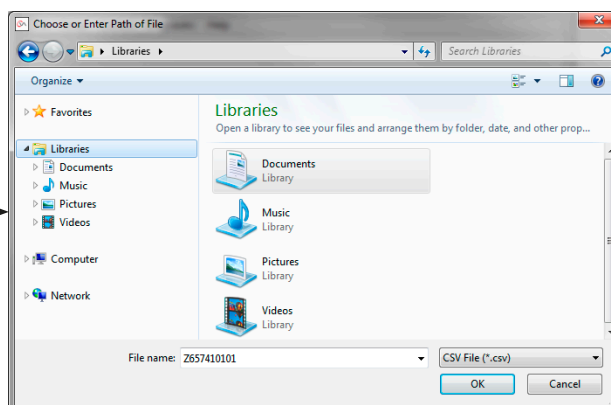 Choose or Enter Path of File
Libraries
Search Libraries
Organize
Favorites
Libraries
Documents
Music
Pictures
Videos
Computer
Network
Libraries
Open a library to see your files and arrange them by folder, date, and other prop...
Documents
Library
Music
Library
Pictures
Library
Videos
Library
File name: Z657410101
CSV File (*.csv)
OK
Cancel